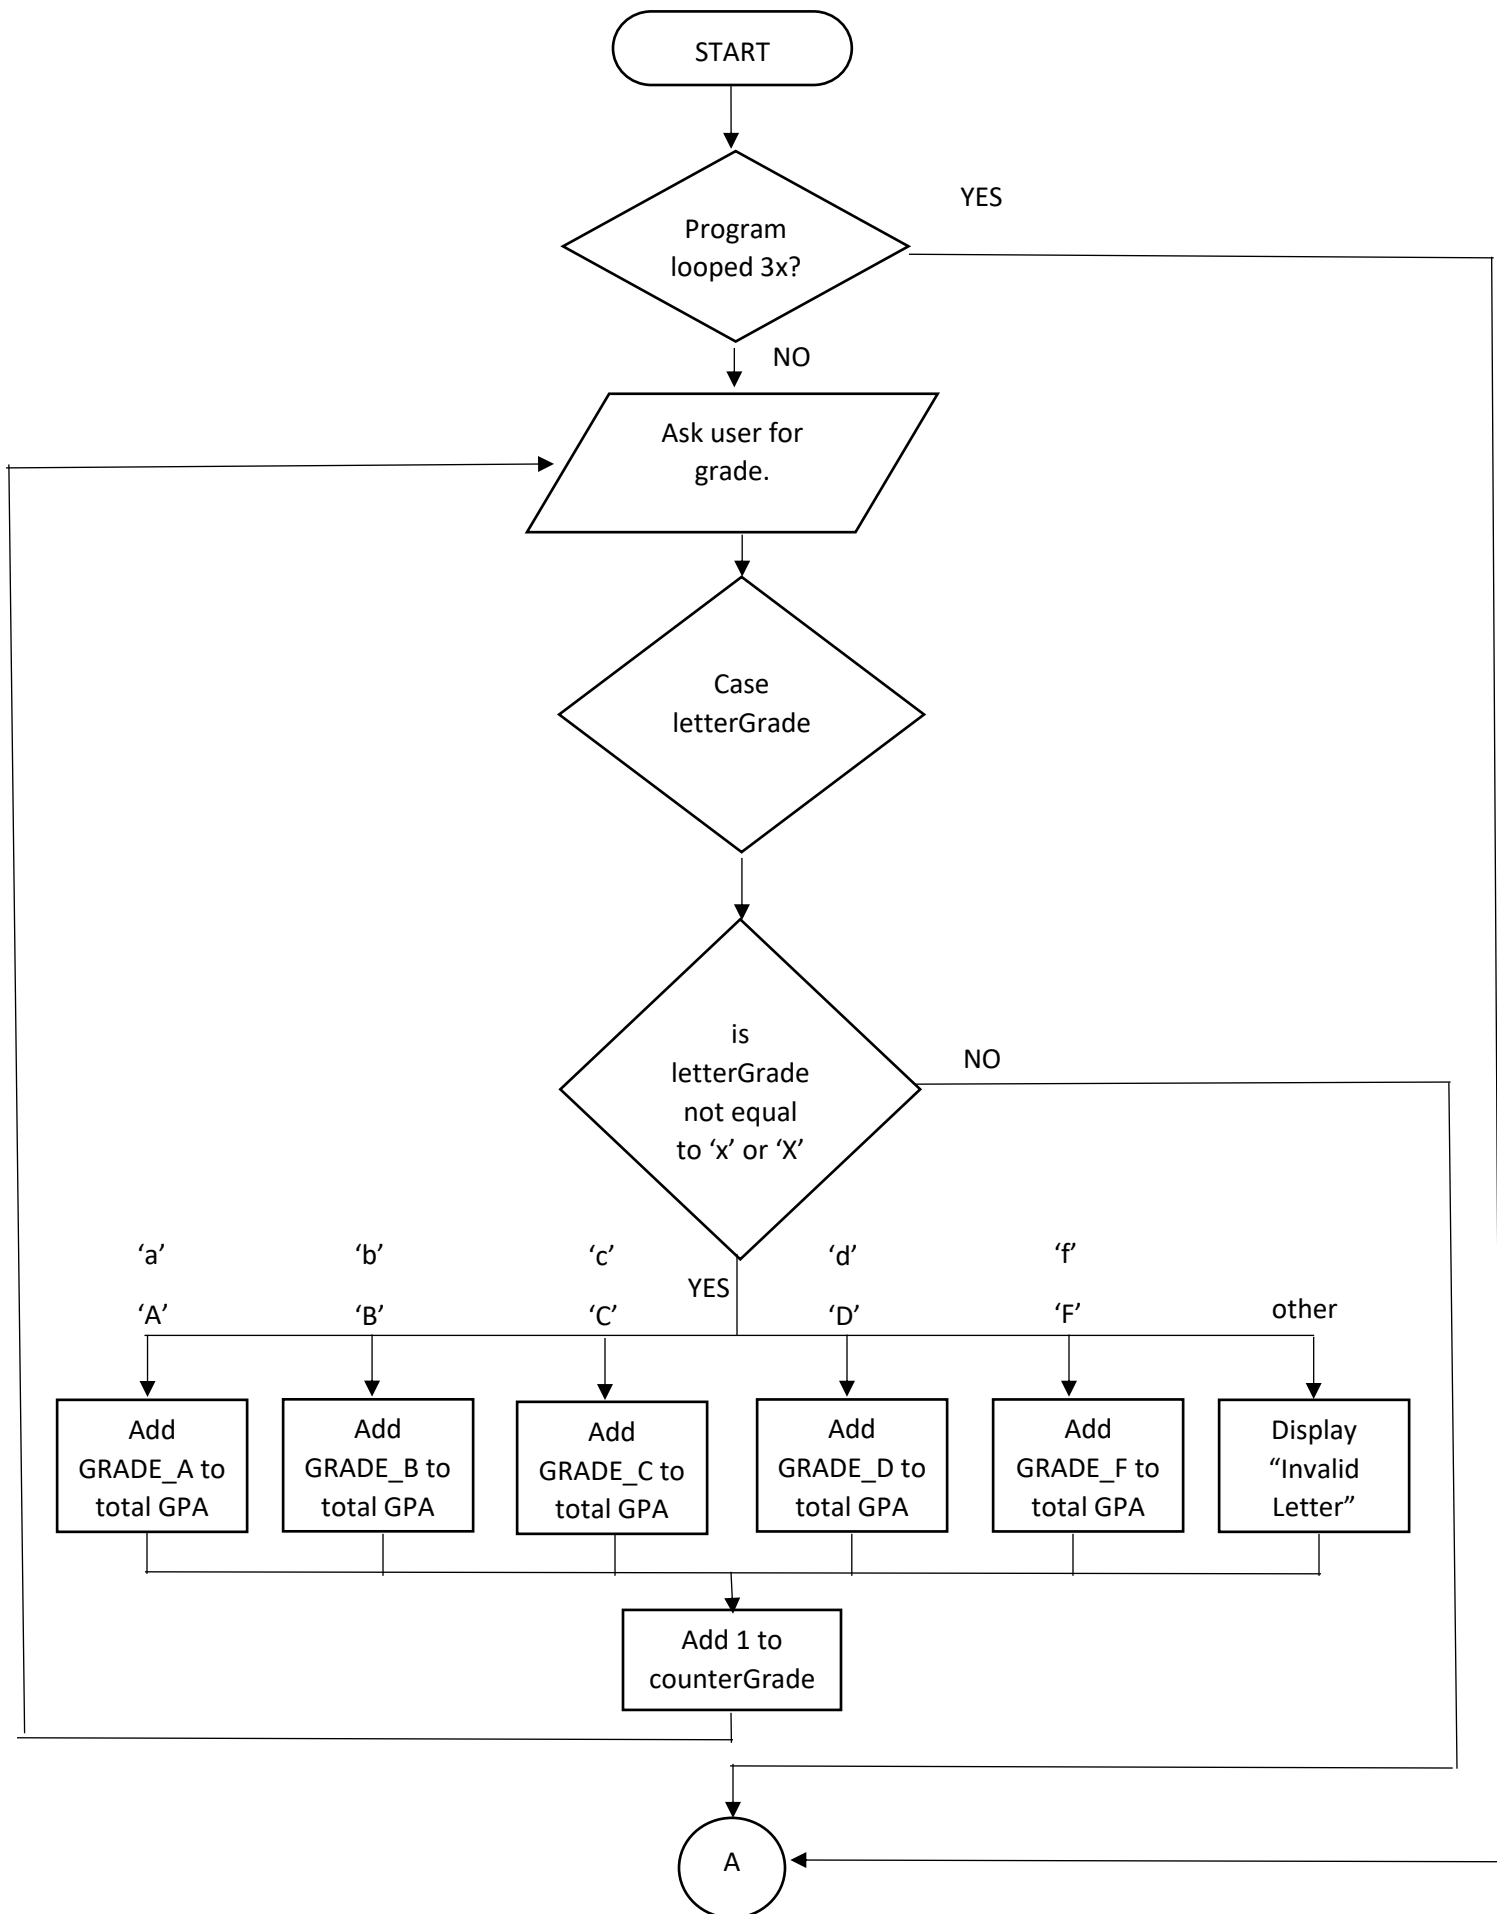 START
YES
Program
looped 3x?
NO
Ask user for
grade.
Case
letterGrade
is
letterGrade
not equal
to ‘x’ or ‘X’
NO
‘a’ ‘b’ ‘c’ ‘d’ ‘f’
YES
‘A’ ‘B’ ‘C’ ‘D’ ‘F’ other
Add
GRADE_A to
total GPA
Add
GRADE_B to
total GPA
Add
GRADE_C to
total GPA
Add
GRADE_D to
total GPA
Add
GRADE_F to
total GPA
Display
“Invalid
Letter”
Add 1 to
counterGrade
A